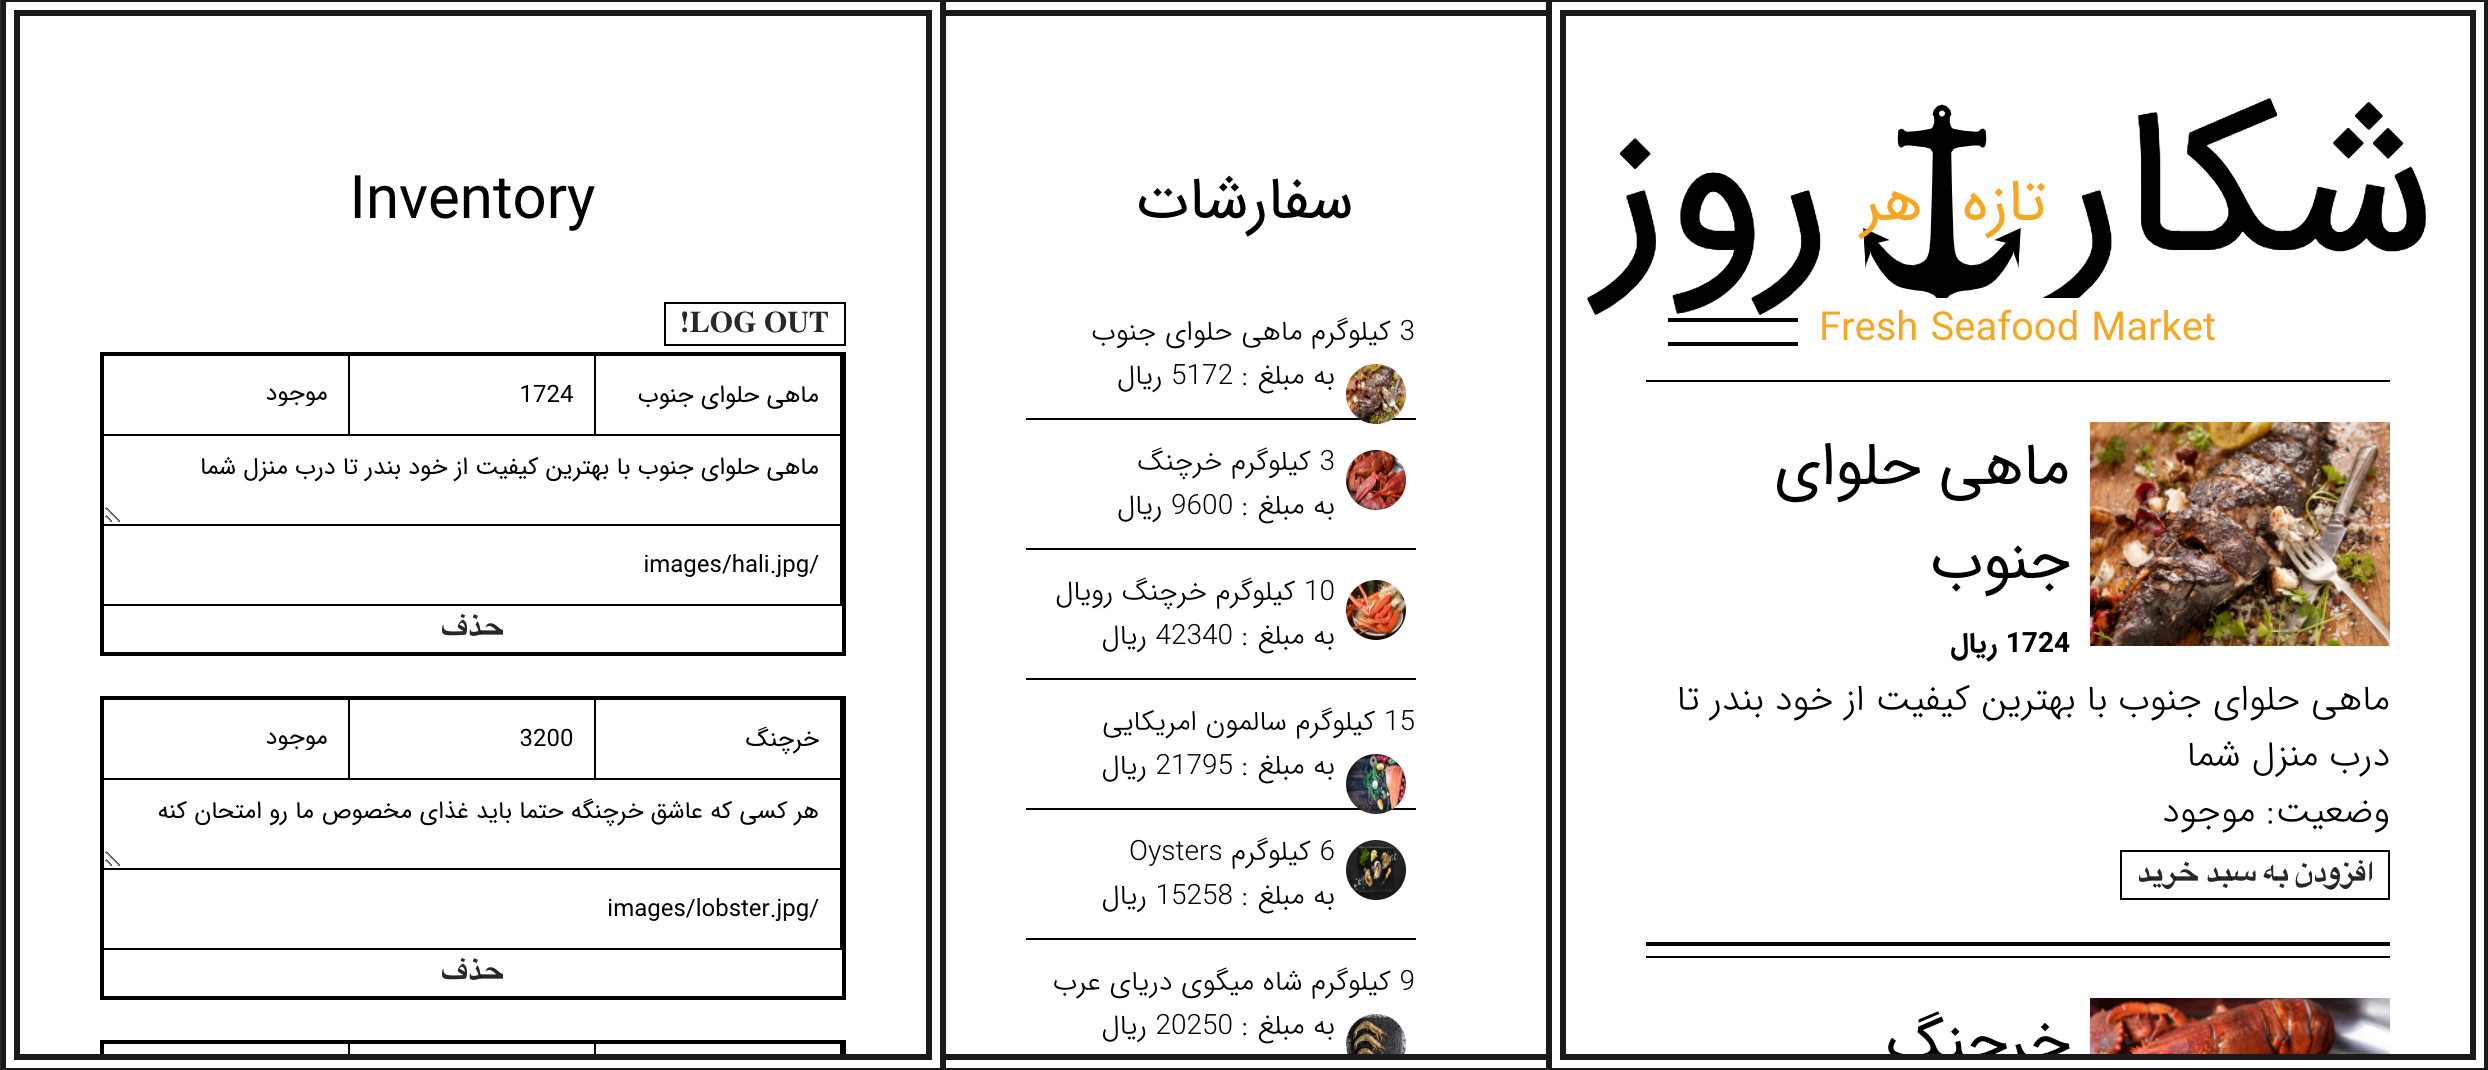 شکار روز
تازه هر
Fresh Seafood Market
ماهی حلوای
جنوب
1724 ریال
ماهی حلوای جنوب با بهترین کیفیت از خود بندر تا
درب منزل شما
وضعیت: موجود
افزودن به سبد خرید
خرچنگ
سفارشات
3 کیلوگرم ماهی حلوای جنوب
به مبلغ : 5172 ریال
3 کیلوگرم خرچنگ
به مبلغ : 9600 ریال
10 کیلوگرم خرچنگ رویال
به مبلغ : 42340 ریال
15 کیلوگرم سالمون امریکایی
به مبلغ : 21795 ریال
6 کیلوگرم Oysters
به مبلغ : 15258 ریال
9 کیلوگرم شاه میگوی دریای عرب
به مبلغ : 20250 ریال
Inventory
!LOG OUT
ماهی حلوای جنوب 1724 موجود
ماهی حلوای جنوب با بهترین کیفیت از خود بندر تا درب منزل شما
images/hali.jpg/
حذف
خرچنگ 3200 موجود
هر کسی که عاشق خرچنگه حتما باید غذای مخصوص ما رو امتحان کنه
images/lobster.jpg/
حذف